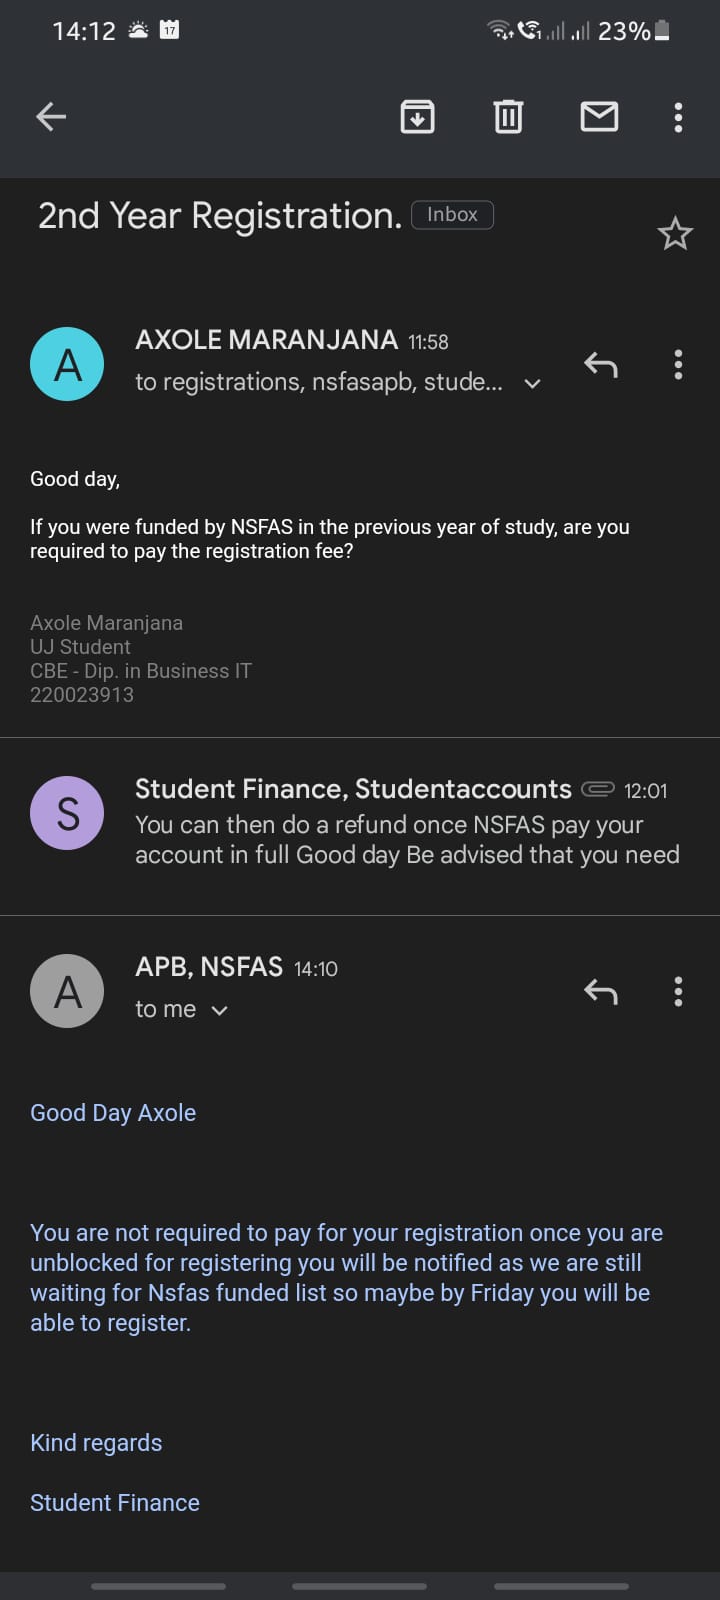 14:12 17 1 23%
2nd Year Registration. Inbox
A
AXOLE MARANJANA 11:58
to registrations, nsfasapb, stude...
Good day,
If you were funded by NSFAS in the previous year of study, are you
required to pay the registration fee?
Axole Maranjana
UJ Student
CBE - Dip. in Business IT
220023913
S
Student Finance, Studentaccounts 12:01
You can then do a refund once NSFAS pay your
account in full Good day Be advised that you need
A
APB, NSFAS 14:10
to me
Good Day Axole
You are not required to pay for your registration once you are
unblocked for registering you will be notified as we are still
waiting for Nsfas funded list so maybe by Friday you will be
able to register.
Kind regards
Student Finance